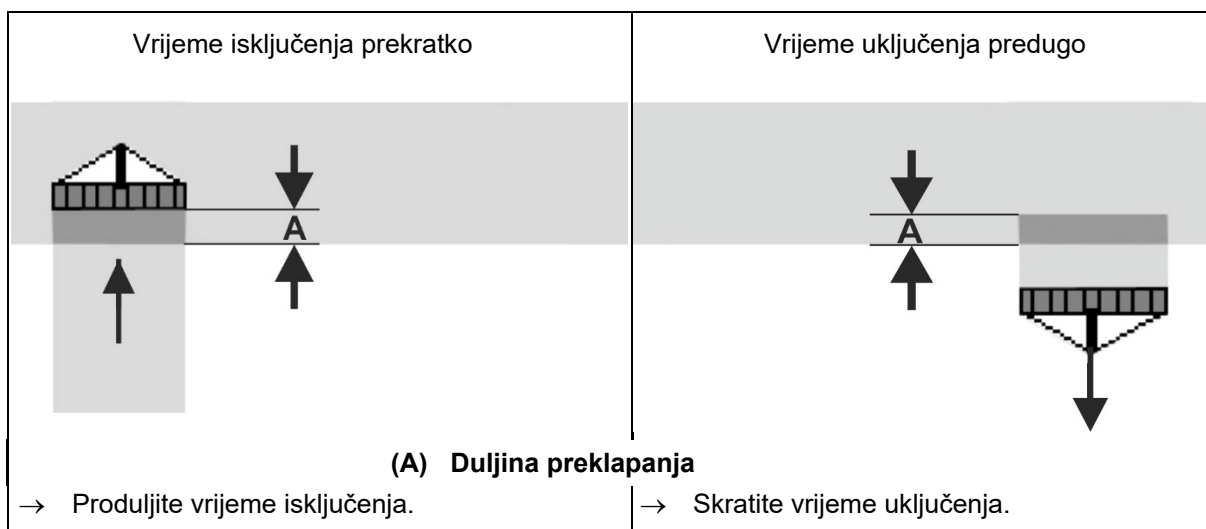 Vrijeme isključenja prekratko
Vrijeme uključenja predugo
A
A
(A) Duljina preklapanja
→ Produljite vrijeme isključenja.
→ Skratite vrijeme uključenja.